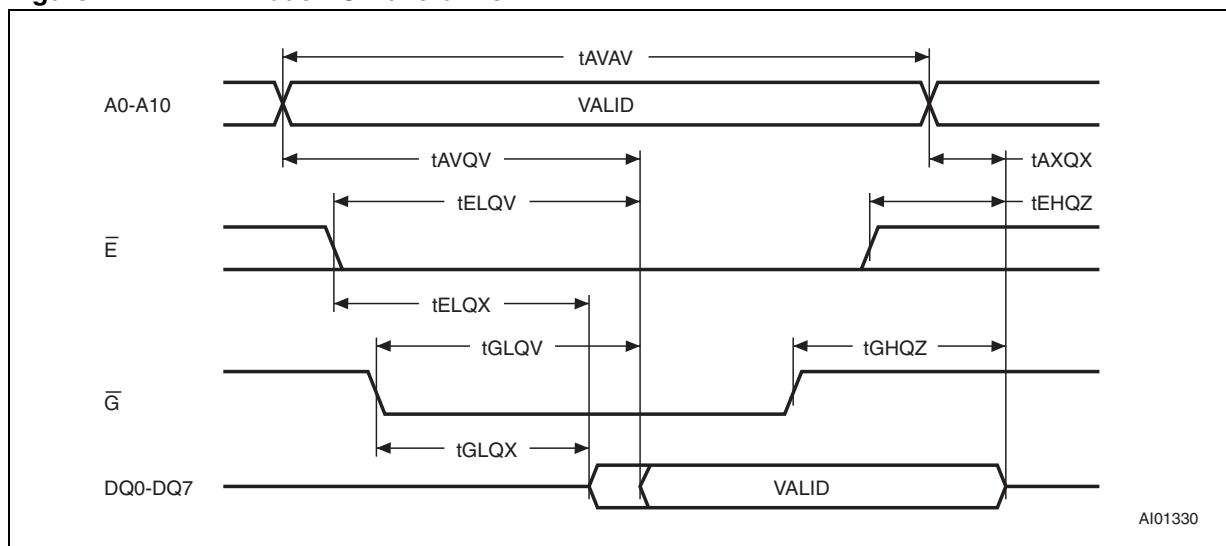 tAVAV
A0-A10
VALID
tAVQV
tAXQX
tELQV
tEHQZ
E̅
tELQX
tGLQV
tGHQZ
G̅
tGLQX
DQ0-DQ7
VALID
AI01330